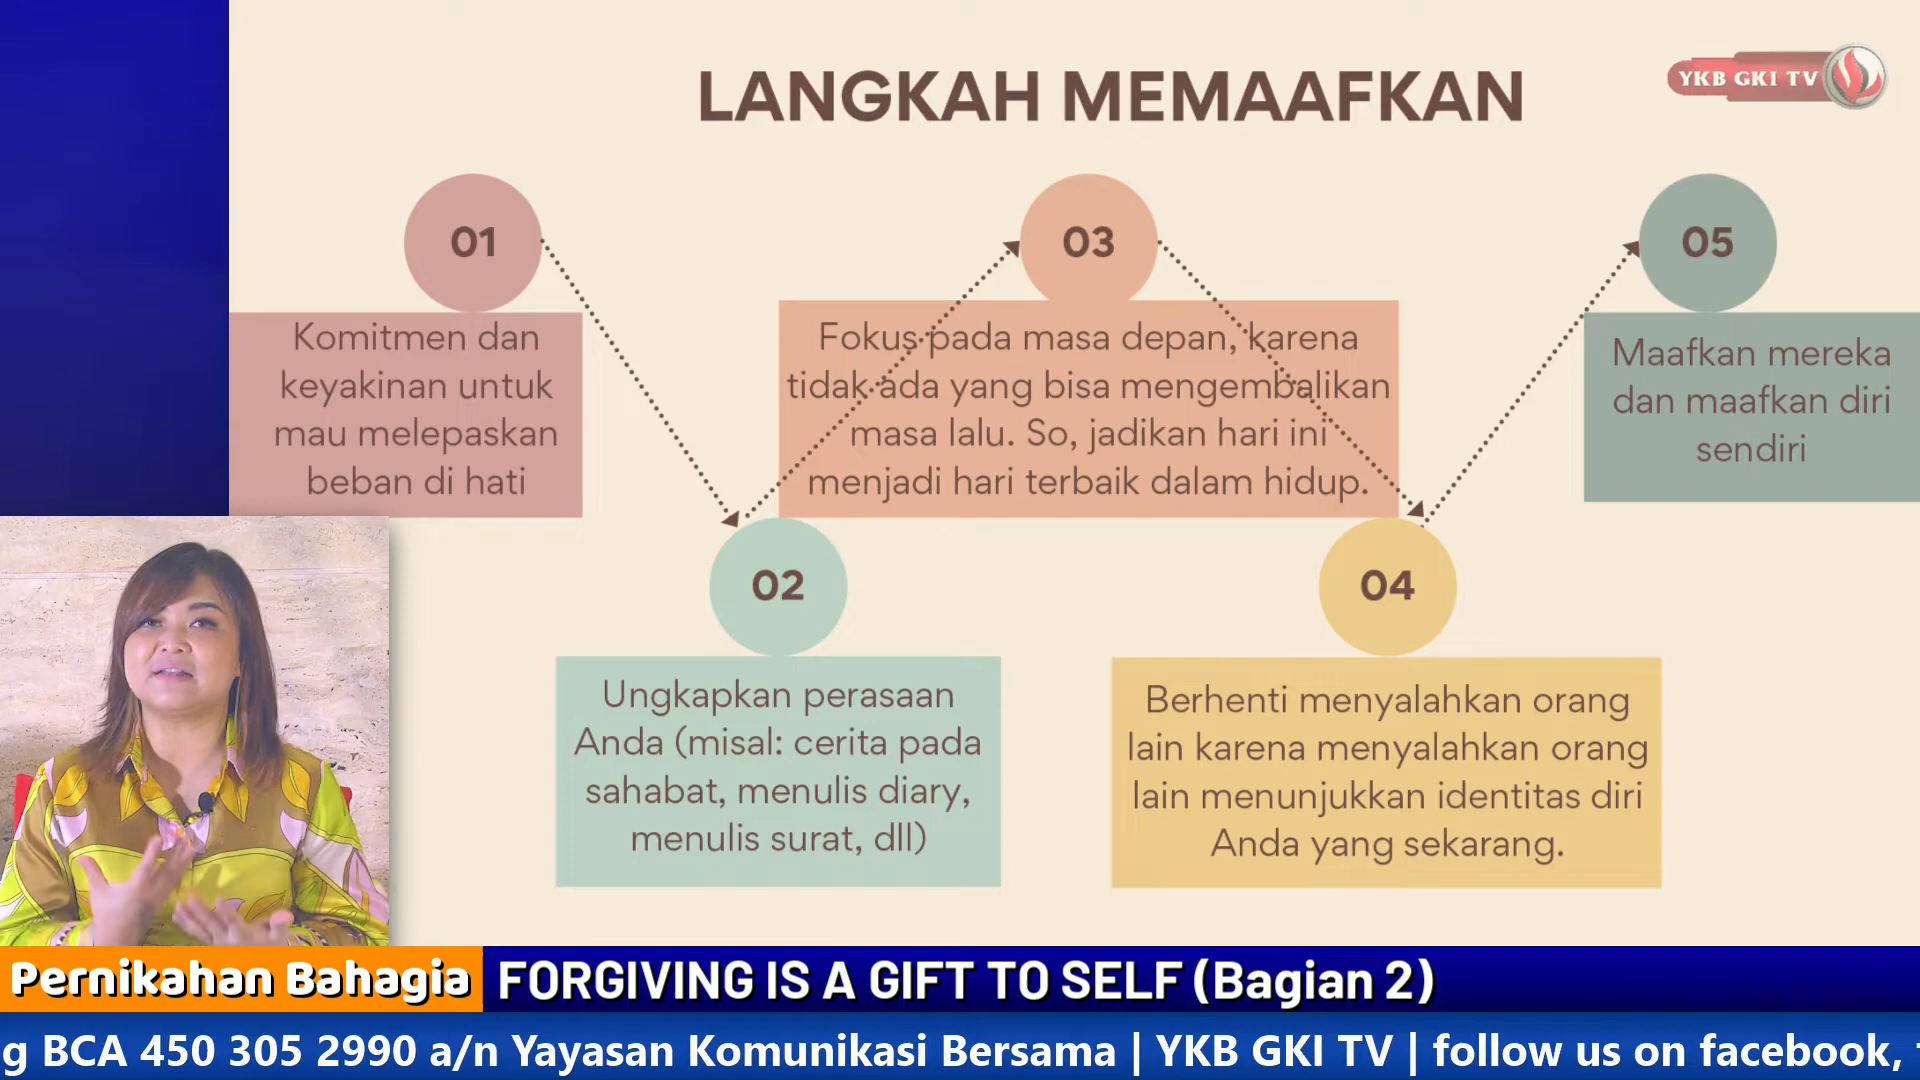 LANGKAH MEMAAFKAN
YKB GKI TV
01
Komitmen dan
keyakinan untuk
mau melepaskan
beban di hati
02
Ungkapkan perasaan
Anda (misal: cerita pada
sahabat, menulis diary,
menulis surat, dll)
03
Fokus pada masa depan, karena
tidak ada yang bisa mengembalikan
masa lalu. So, jadikan hari ini
menjadi hari terbaik dalam hidup.
04
Berhenti menyalahkan orang
lain karena menyalahkan orang
lain menunjukkan identitas diri
Anda yang sekarang.
05
Maafkan mereka
dan maafkan diri
sendiri
Pernikahan Bahagia
FORGIVING IS A GIFT TO SELF (Bagian 2)
g BCA 450 305 2990 a/n Yayasan Komunikasi Bersama | YKB GKI TV | follow us on facebook,